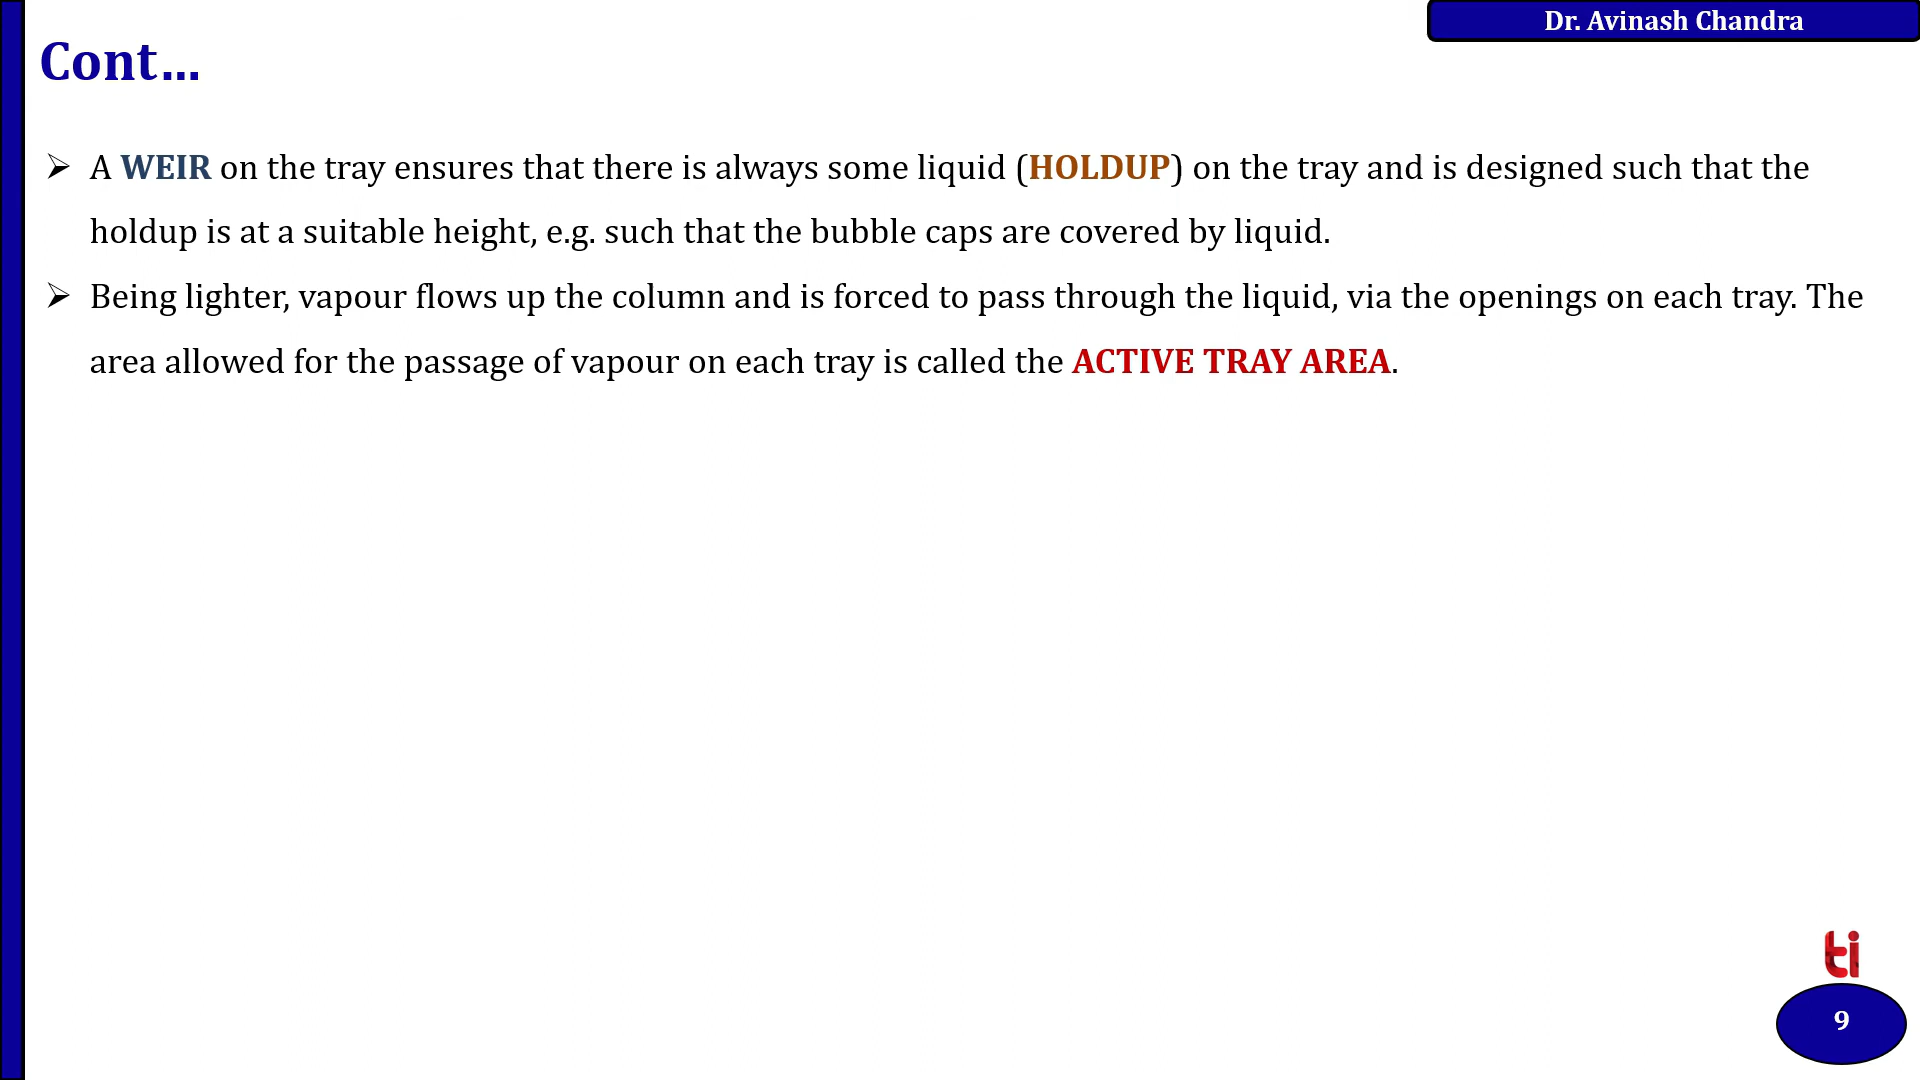 Dr. Avinash Chandra
Cont...
➢ A WEIR on the tray ensures that there is always some liquid (HOLDUP) on the tray and is designed such that the
holdup is at a suitable height, e.g. such that the bubble caps are covered by liquid.
➢ Being lighter, vapour flows up the column and is forced to pass through the liquid, via the openings on each tray. The
area allowed for the passage of vapour on each tray is called the ACTIVE TRAY AREA.
ti
9